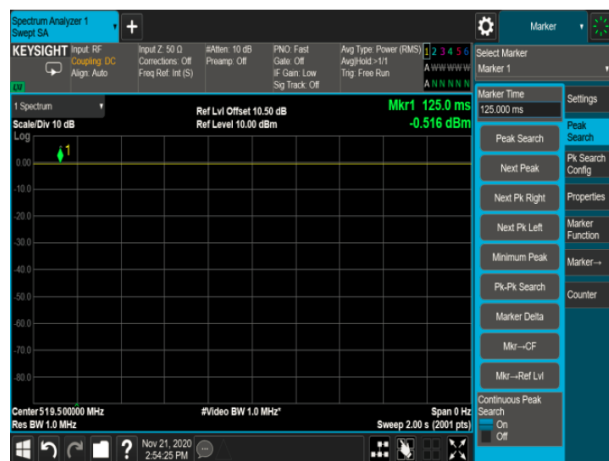 Spectrum Analyzer 1
Swept SA
+
Marker
KEYSIGHT
Input: RF
Coupling: DC
Align: Auto
Input Z: 50 Ω
Corrections: Off
Freq Ref: Int (S)
#Atten: 10 dB
Preamp: Off
PNO: Fast
Gate: Off
IF Gain: Low
Sig Track: Off
Avg Type: Power (RMS)
Avg|Hold:>1/1
Trig: Free Run
1 2 3 4 5 6
A W W W W W
A N N N N N
Select Marker
Marker 1
1 Spectrum
Scale/Div 10 dB
Log
Ref Lvl Offset 10.50 dB
Ref Level 10.00 dBm
Mkr1 125.0 ms
-0.516 dBm
1
0.00
-10.0
-20.0
-30.0
-40.0
-50.0
-60.0
-70.0
-80.0
Center 519.500000 MHz
Res BW 1.0 MHz
#Video BW 1.0 MHz*
Span 0 Hz
Sweep 2.00 s (2001 pts)
Marker Time
125.000 ms
Peak Search
Next Peak
Next Pk Right
Next Pk Left
Minimum Peak
Pk-Pk Search
Marker Delta
Mkr→CF
Mkr→Ref Lvl
Continuous Peak
Search
On
Off
Settings
Peak
Search
Pk Search
Config
Properties
Marker
Function
Marker→
Counter
?
Nov 21, 2020
2:54:25 PM